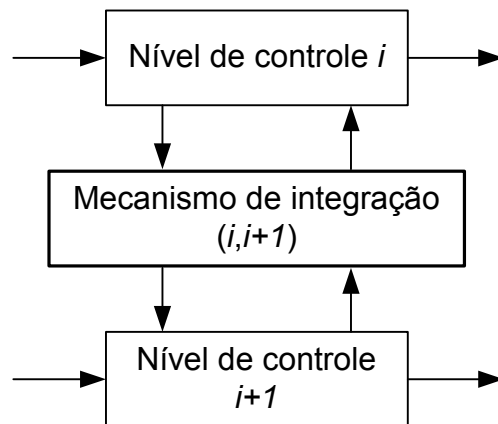 Nível de controle i
Mecanismo de integração
(i,i+1)
Nível de controle
i+1